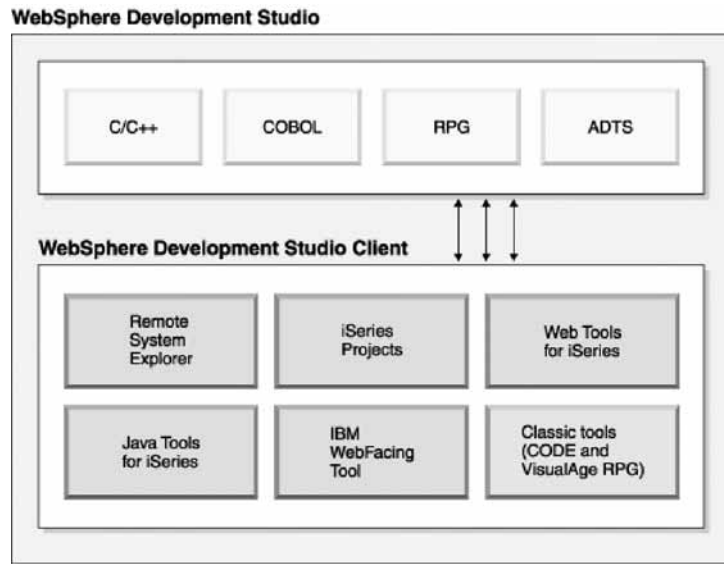 WebSphere Development Studio
C/C++
COBOL
RPG
ADTS
WebSphere Development Studio Client
Remote
System
Explorer
iSeries
Projects
Web Tools
for iSeries
Java Tools
for iSeries
IBM
WebFacing
Tool
Classic tools
(CODE and
VisualAge RPG)